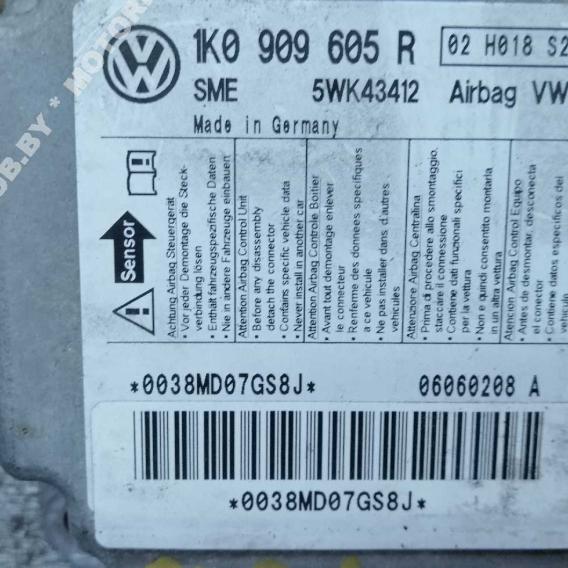 1K0 909 605 R
02 H018 S2
SME 5WK43412 Airbag VW
Made in Germany
Sensor
Achtung Airbag Steuergerät
- Vor jeder Demontage die Steck-
verbindung lösen
- Enthält fahrzeugspezifische Daten
- Nie in andere Fahrzeuge einbauen
Attention Airbag Control Unit
- Before any disassembly
detach the connector
- Contains specific vehicle data
- Never install in another car
Attention Airbag Controle Boitier
- Avant tout demontage enlever
le connecteur
- Renferme des données specifiques
a ce vehicule
- Ne pas installer dans d'autres
vehicules
Attenzione Airbag Centralina
- Prima di procedere allo smontaggio,
staccare il connessione
- Contiene dati funzionali specifici
per la vettura
- Non e quindi consentito montarla
in un altra vettura
Atencion Airbag Control Equipo
- Antes de desmontar, desconecta
el conector
- Contiene datos especificos del
vehicul
*0038MD07GS8J* 06060208 A
*0038MD07GS8J*
OB.BY * MOTOR